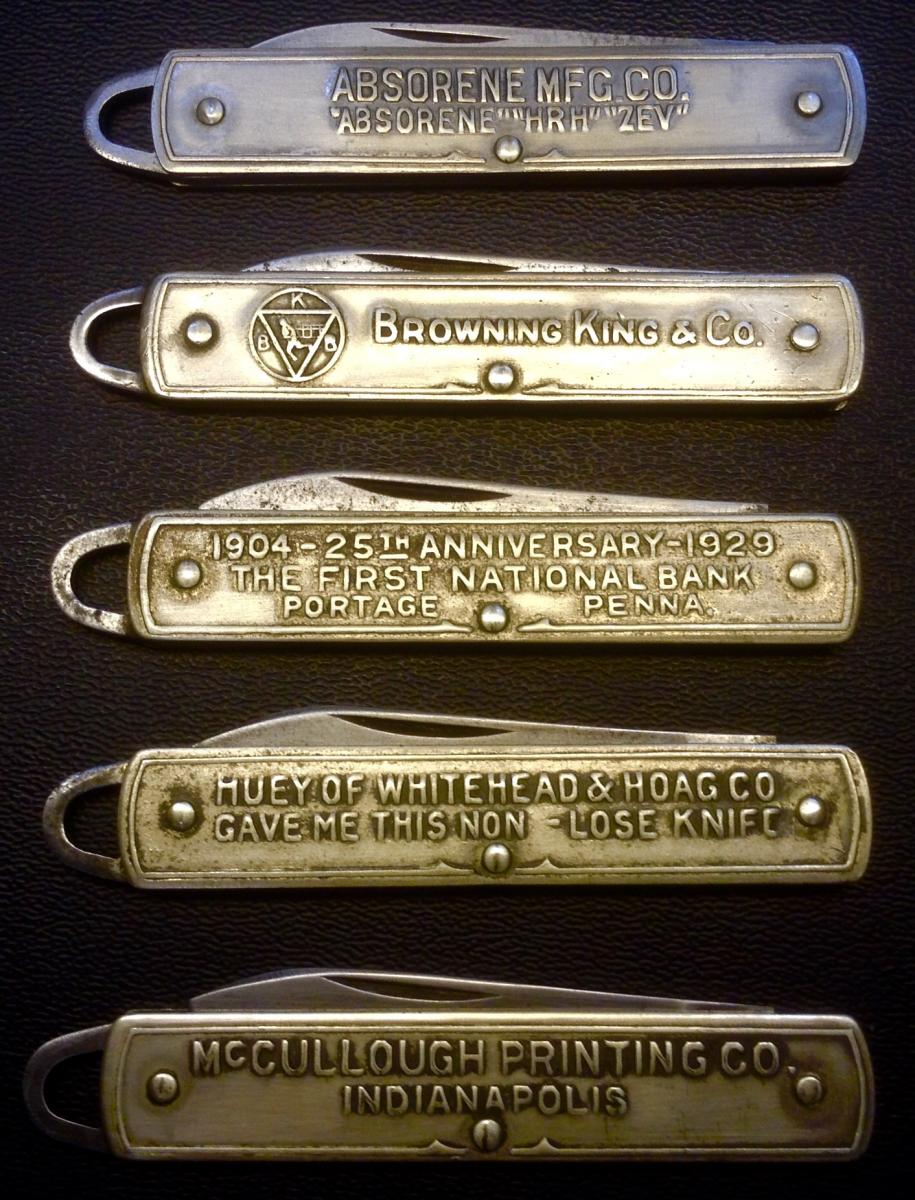 ABSORENE MFG CO.
"ABSORENE" "HRH" "ZEV"
K
B B
BROWNING KING & CO.
1904-25TH ANNIVERSARY-1929
THE FIRST NATIONAL BANK
PORTAGE PENNA.
HUEY OF WHITEHEAD & HOAG CO
GAVE ME THIS NON-LOSE KNIFE
MCCULLOUGH PRINTING CO.
INDIANAPOLIS